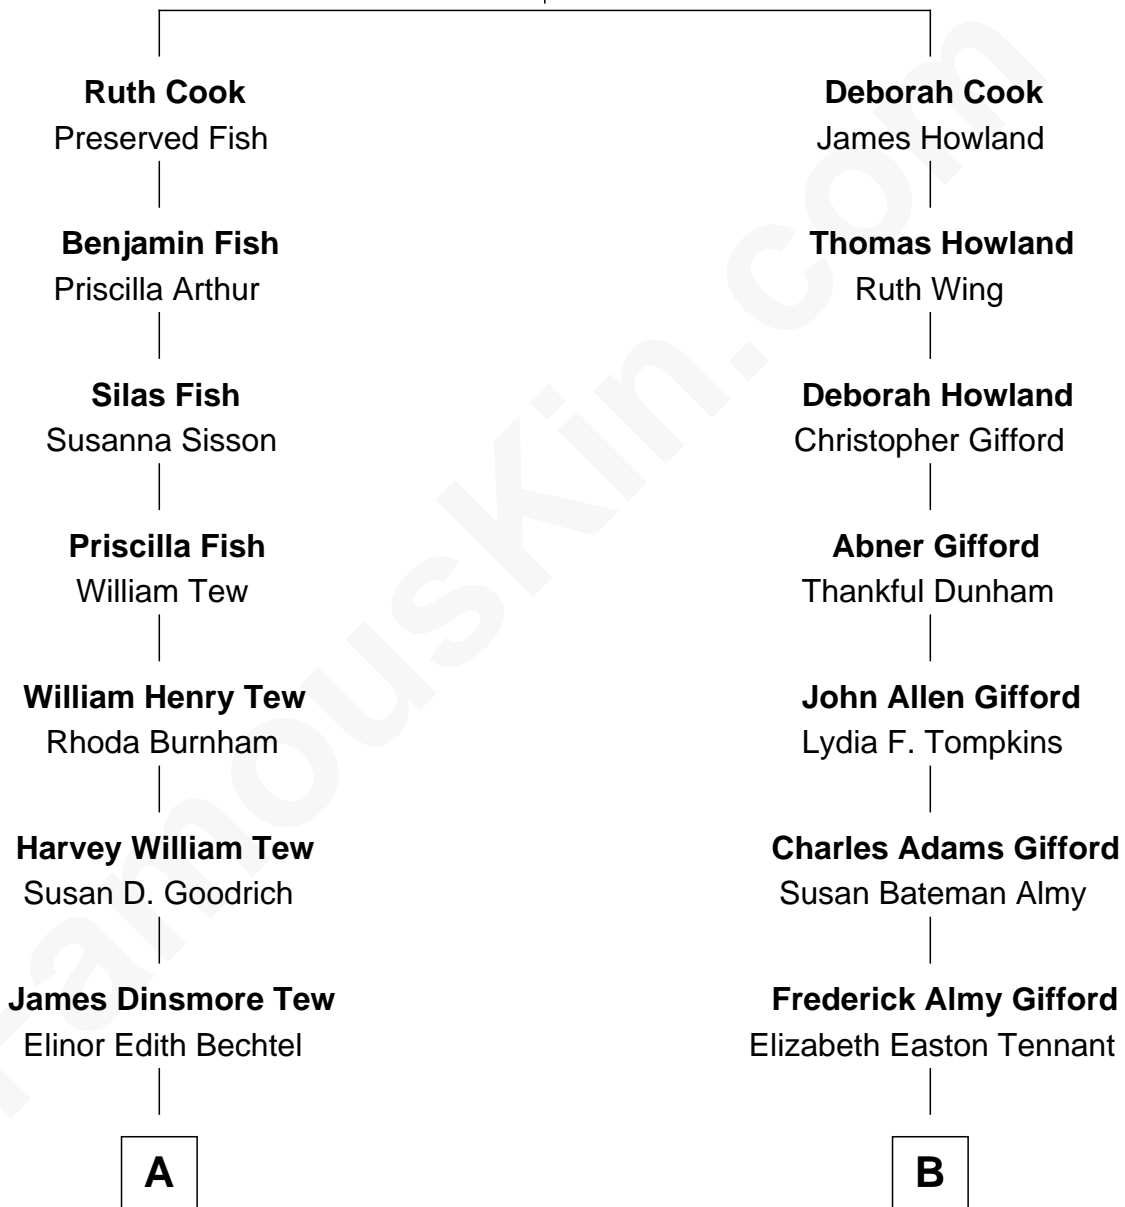 Ruth Cook
Preserved Fish
Deborah Cook
James Howland
Benjamin Fish
Priscilla Arthur
Thomas Howland
Ruth Wing
Silas Fish
Susanna Sisson
Deborah Howland
Christopher Gifford
Priscilla Fish
William Tew
Abner Gifford
Thankful Dunham
William Henry Tew
Rhoda Burnham
John Allen Gifford
Lydia F. Tompkins
Harvey William Tew
Susan D. Goodrich
Charles Adams Gifford
Susan Bateman Almy
James Dinsmore Tew
Elinor Edith Bechtel
Frederick Almy Gifford
Elizabeth Easton Tennant
A
B
FamousKin.com